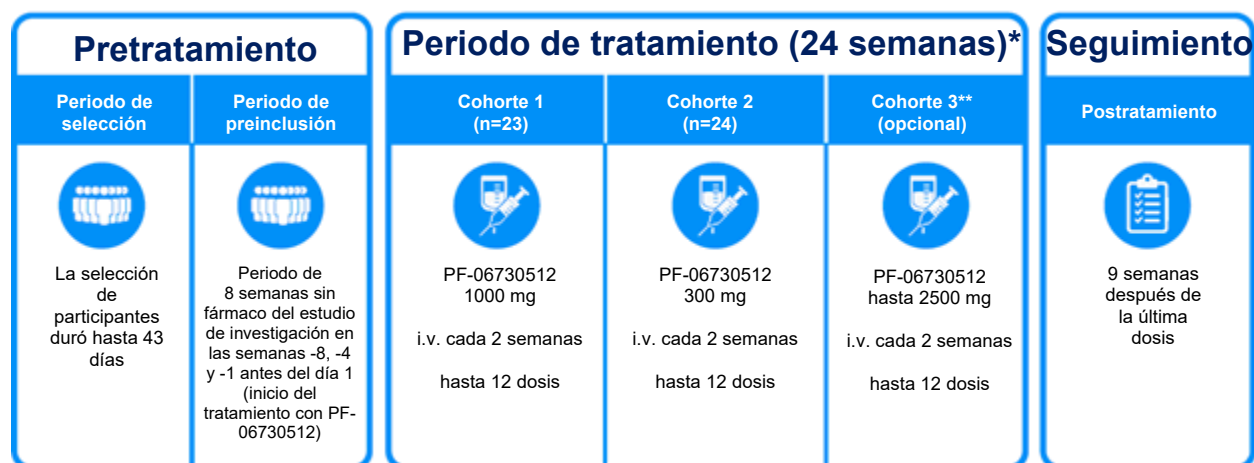 Pretratamiento
Periodo de
selección
Periodo de
preinclusión
La selección
de
participantes
duró hasta 43
días
Periodo de
8 semanas sin
fármaco del estudio
de investigación en
las semanas -8, -4
y -1 antes del día 1
(inicio del
tratamiento con PF-
06730512)
Periodo de tratamiento (24 semanas)*
Cohorte 1
(n=23)
Cohorte 2
(n=24)
Cohorte 3**
(opcional)
PF-06730512
1000 mg
i.v. cada 2 semanas
hasta 12 dosis
PF-06730512
300 mg
i.v. cada 2 semanas
hasta 12 dosis
PF-06730512
hasta 2500 mg
i.v. cada 2 semanas
hasta 12 dosis
Seguimiento
Postratamiento
9 semanas
después de
la última
dosis